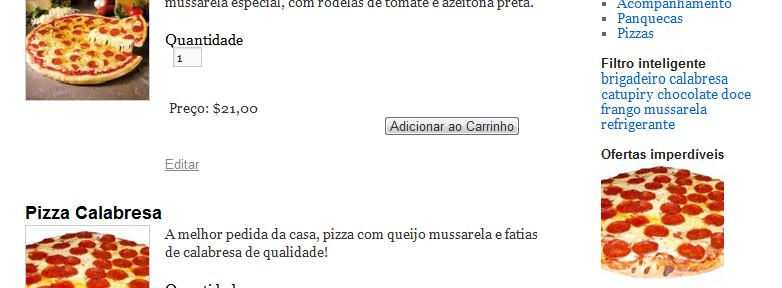 mussarela especial, com rodelas de tomate e azeitona preta.
Quantidade
1
Preço: $21,00
Adicionar ao Carrinho
Editar
Pizza Calabresa
A melhor pedida da casa, pizza com queijo mussarela e fatias
de calabresa de qualidade!
Quantidade
Acompanhamento
Panquecas
Pizzas
Filtro inteligente
brigadeiro calabresa
catupiry chocolate doce
frango mussarela
refrigerante
Ofertas imperdíveis